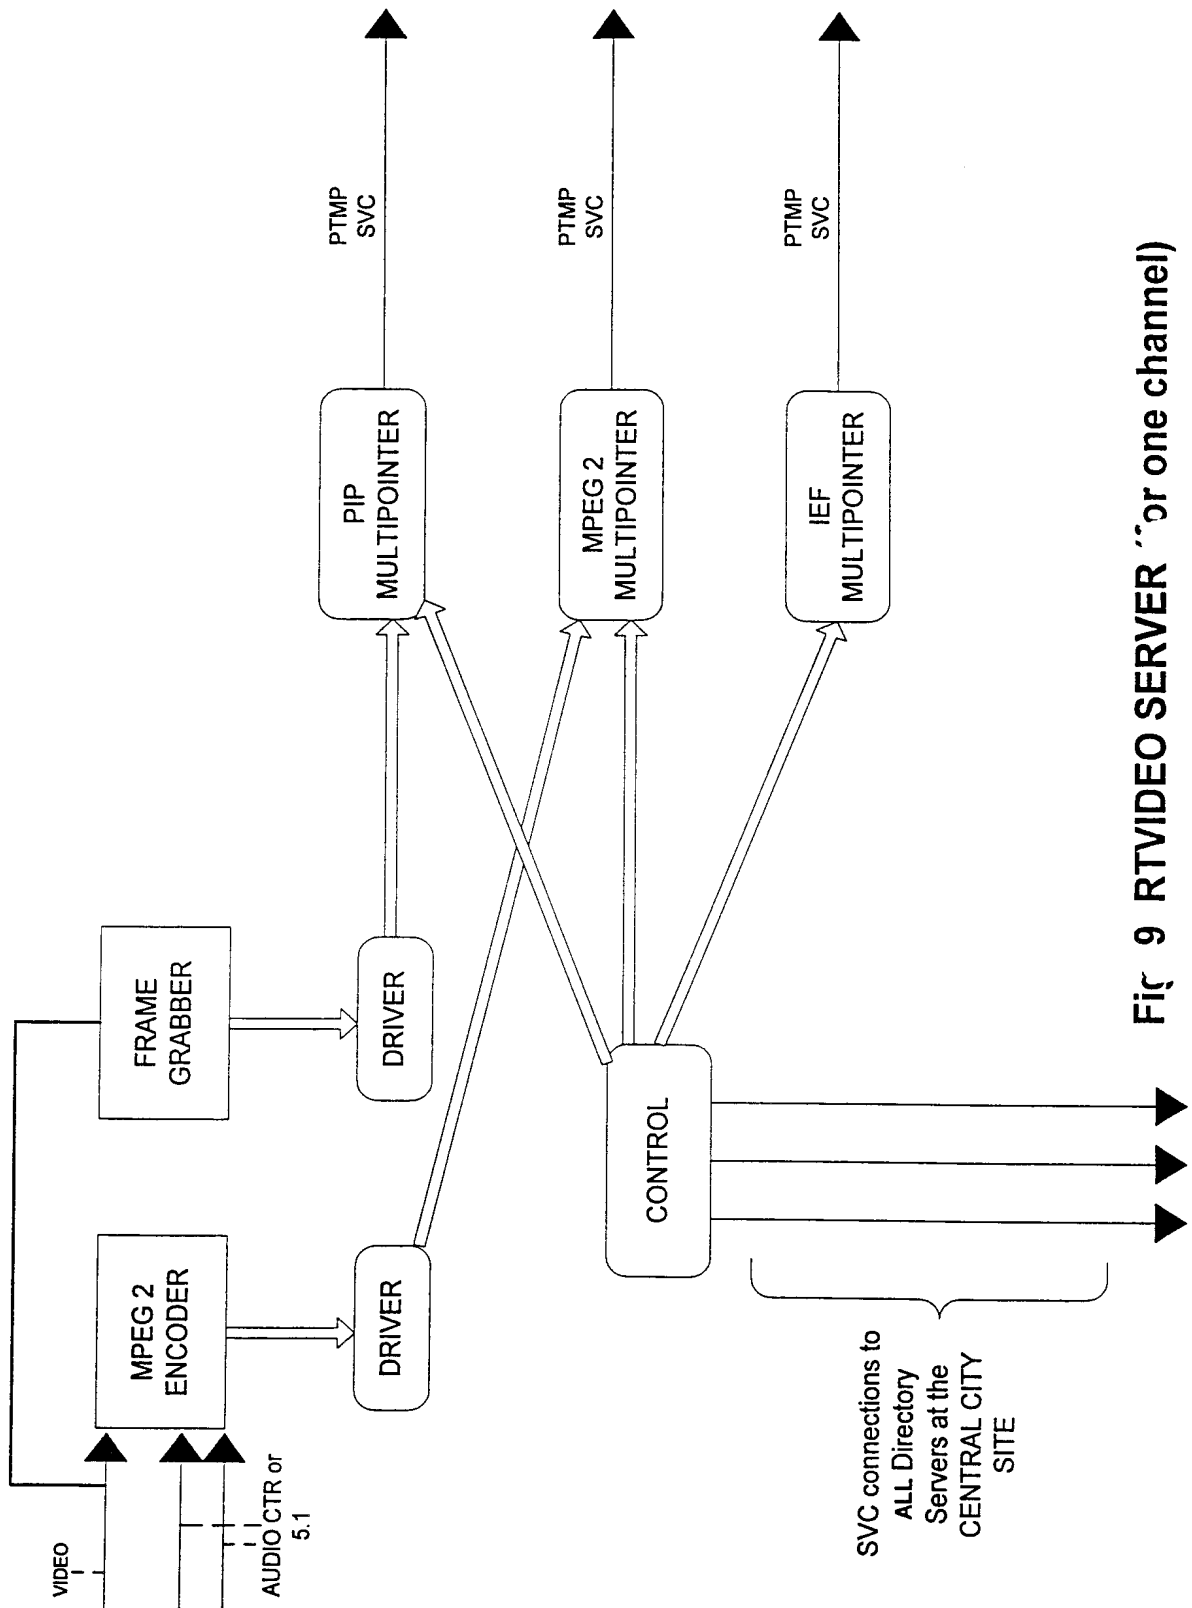 VIDEO
AUDIO CTR or
5.1
MPEG 2
ENCODER
FRAME
GRABBER
DRIVER
DRIVER
CONTROL
PIP
MULTIPOINTER
MPEG 2
MULTIPOINTER
IEF
MULTIPOINTER
PTMP
SVC
PTMP
SVC
PTMP
SVC
SVC connections to
ALL Directory
Servers at the
CENTRAL CITY
SITE
9 RTVIDEO SERVER one channel)